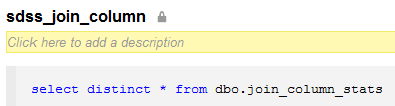 sdss_join_column
Click here to add a description
select distinct * from dbo.join_column_stats